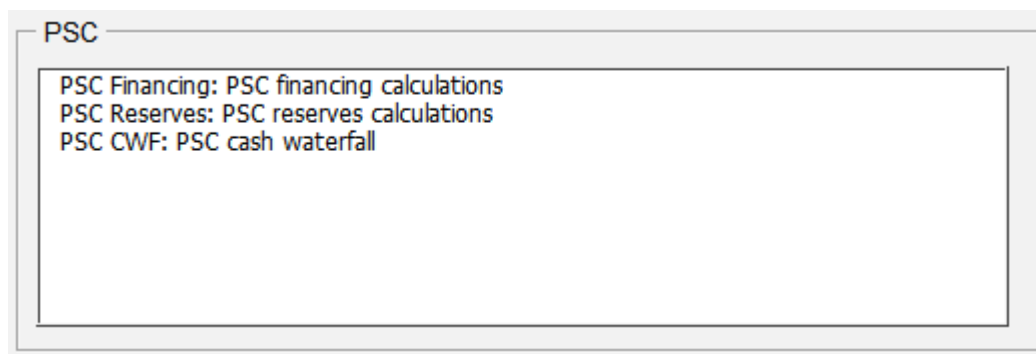 PSC
PSC Financing: PSC financing calculations
PSC Reserves: PSC reserves calculations
PSC CWF: PSC cash waterfall